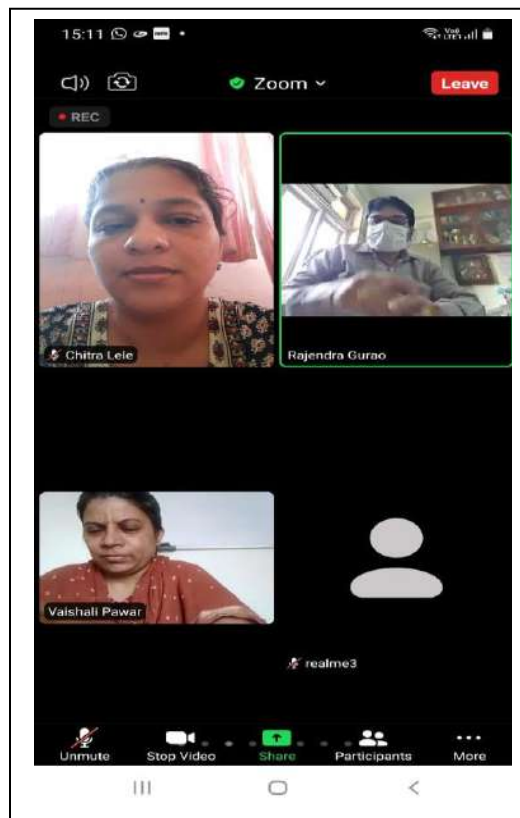 15:11
Zoom
Leave
REC
Chitra Lele
Rajendra Gurao
Vaishali Pawar
realme3
Unmute
Stop Video
Share
Participants
More